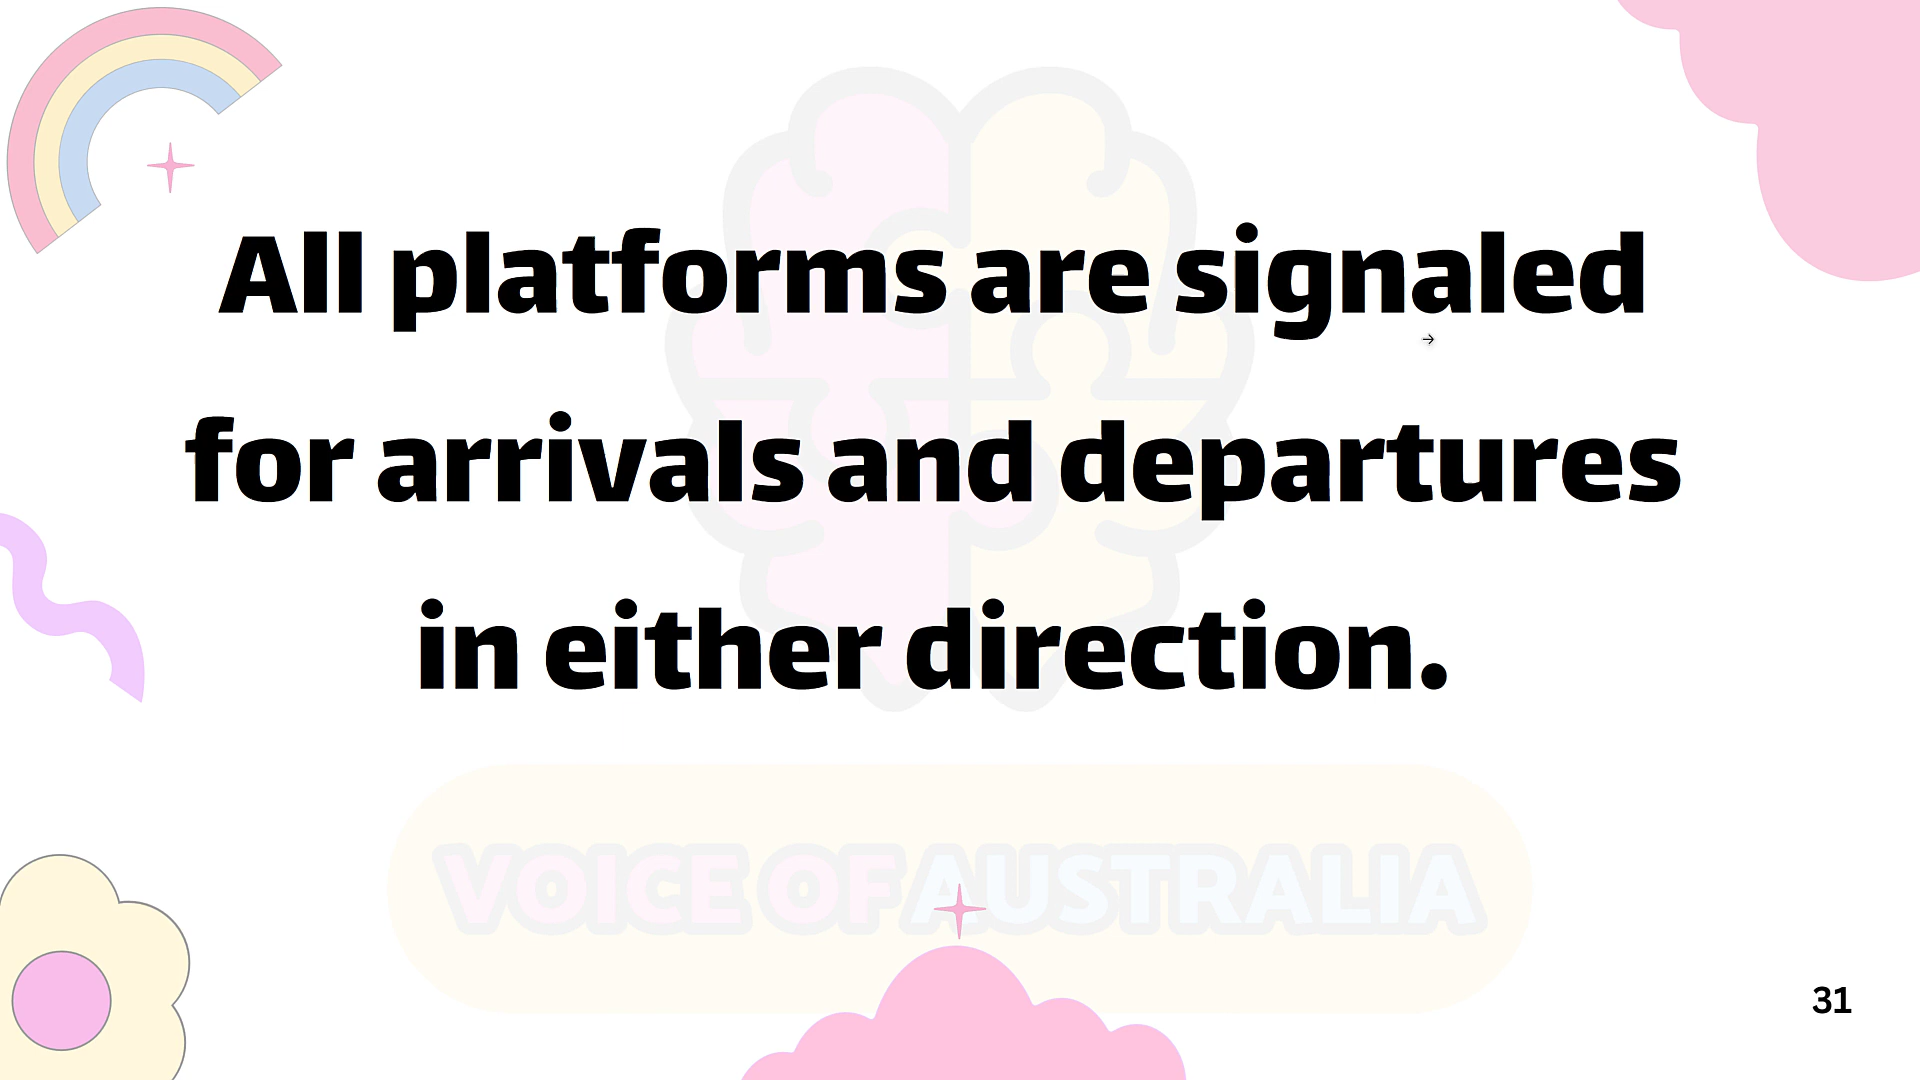 All platforms are signaled
for arrivals and departures
in either direction.
VOICE OF AUSTRALIA
31